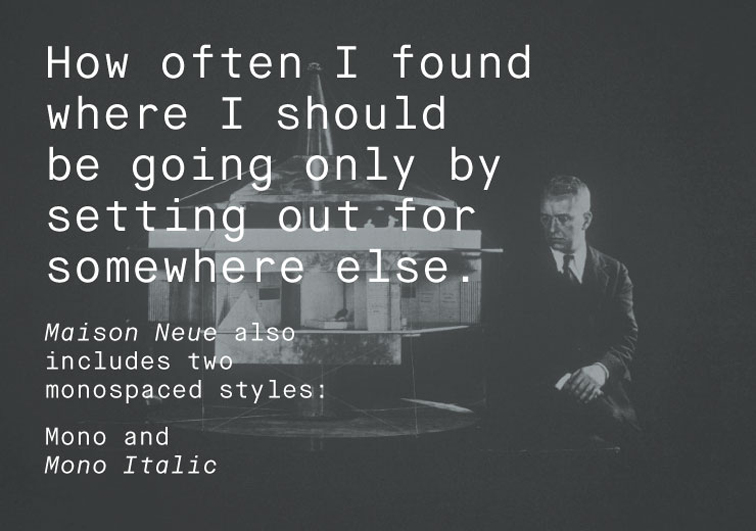 How often I found
where I should
be going only by
setting out for
somewhere else.
Maison Neue also
includes two
monospaced styles:
Mono and
Mono Italic